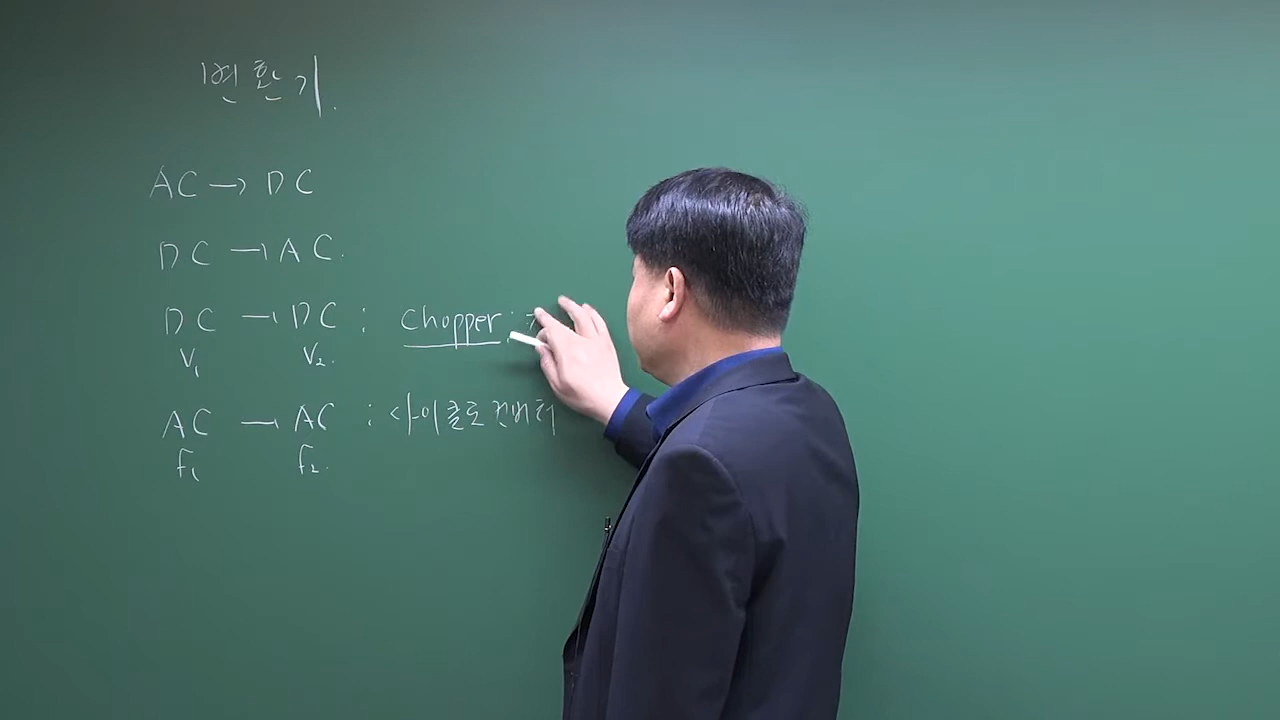 변환기.
AC → DC
DC → AC.
DC → DC : chopper :
V₁ V₂.
AC → AC : 사이클로 컨버터
f₁ f₂.